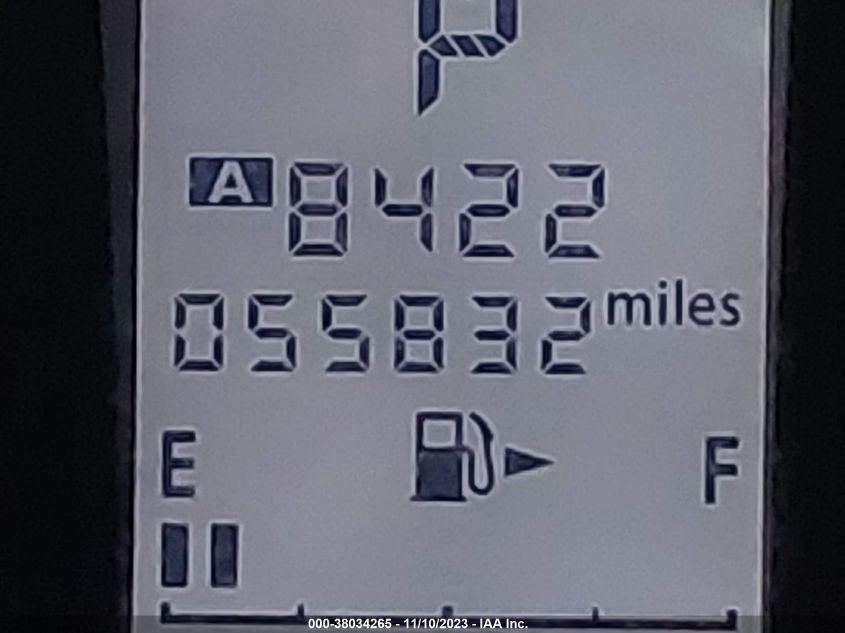 P
A 8422
055832 miles
E F
000-38034265 - 11/10/2023 - IAA Inc.